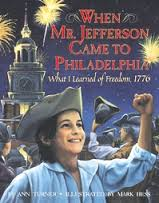 WHEN
MR. JEFFERSON
CAME TO
PHILADELPHIA
What I Learned of Freedom, 1776
BY ANN TURNER • ILLUSTRATED BY MARK HESS